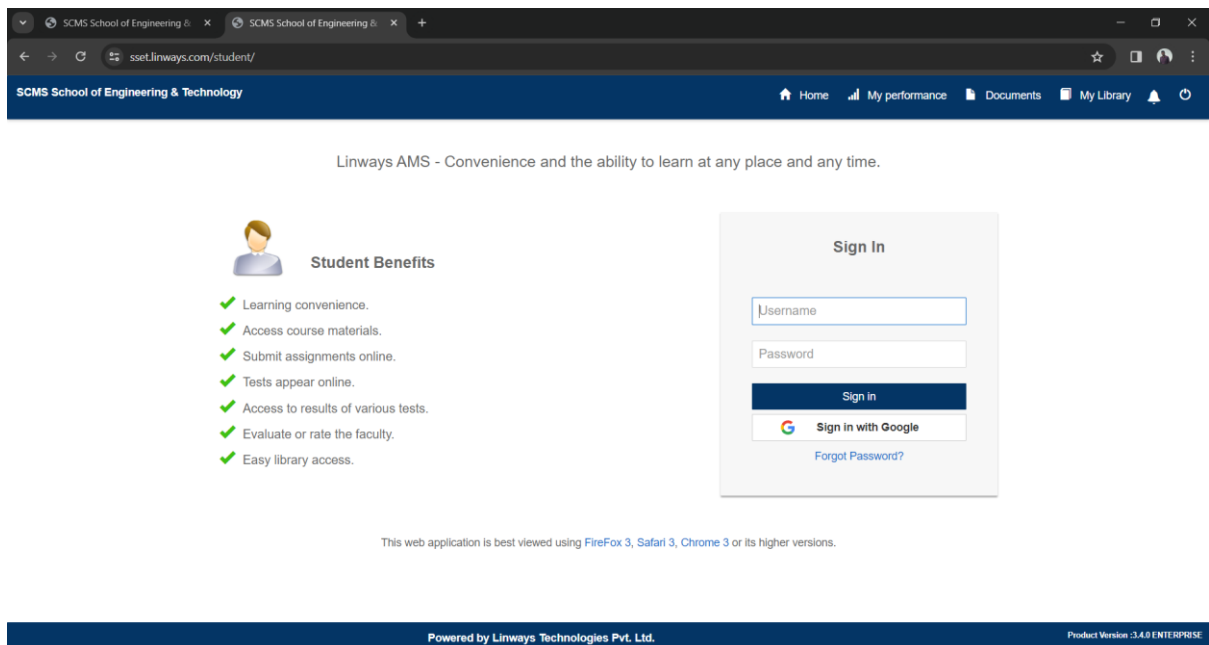 SCMS School of Engineering &
SCMS School of Engineering &
sset.linways.com/student/
SCMS School of Engineering & Technology
Home
My performance
Documents
My Library
Linways AMS - Convenience and the ability to learn at any place and any time.
Student Benefits
Learning convenience.
Access course materials.
Submit assignments online.
Tests appear online.
Access to results of various tests.
Evaluate or rate the faculty.
Easy library access.
Sign In
Username
Password
Sign in
Sign in with Google
Forgot Password?
This web application is best viewed using FireFox 3, Safari 3, Chrome 3 or its higher versions.
Powered by Linways Technologies Pvt. Ltd.
Product Version :3.4.0 ENTERPRISE